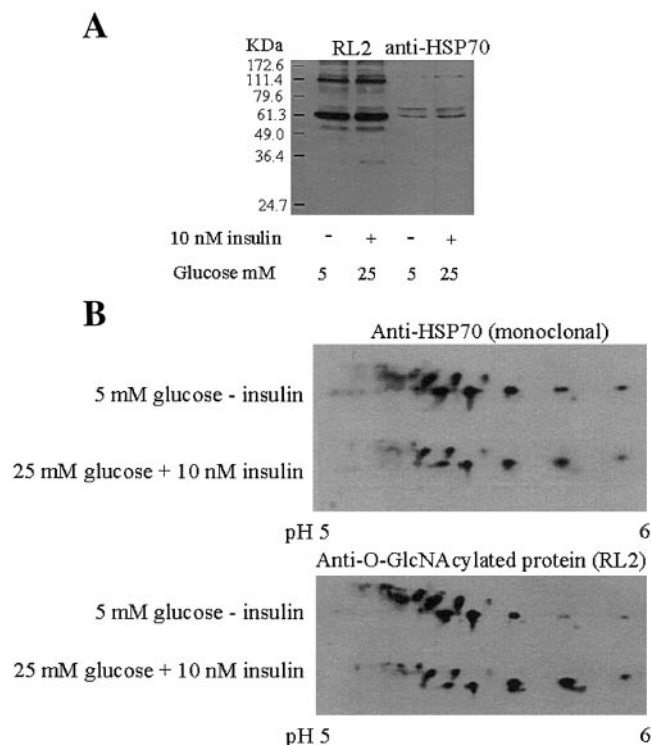 A
KDa RL2 anti-HSP70
172.6
111.4
79.6
61.3
49.0
36.4
24.7
10 nM insulin - + - +
Glucose mM 5 25 5 25
B
Anti-HSP70 (monoclonal)
5 mM glucose - insulin
25 mM glucose + 10 nM insulin
pH 5 6
Anti-O-GlcNAcylated protein (RL2)
5 mM glucose - insulin
25 mM glucose + 10 nM insulin
pH 5 6